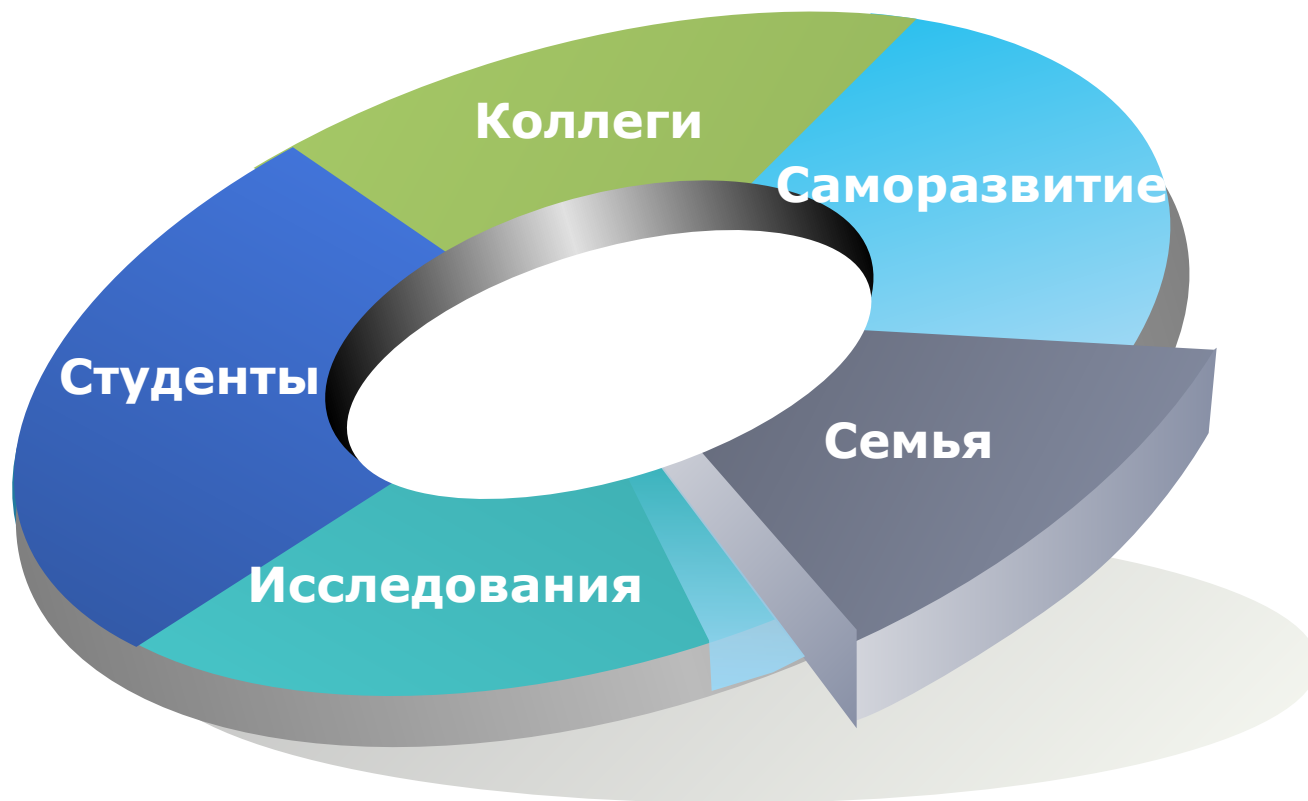 Коллеги
Саморазвитие
Студенты
Семья
Исследования